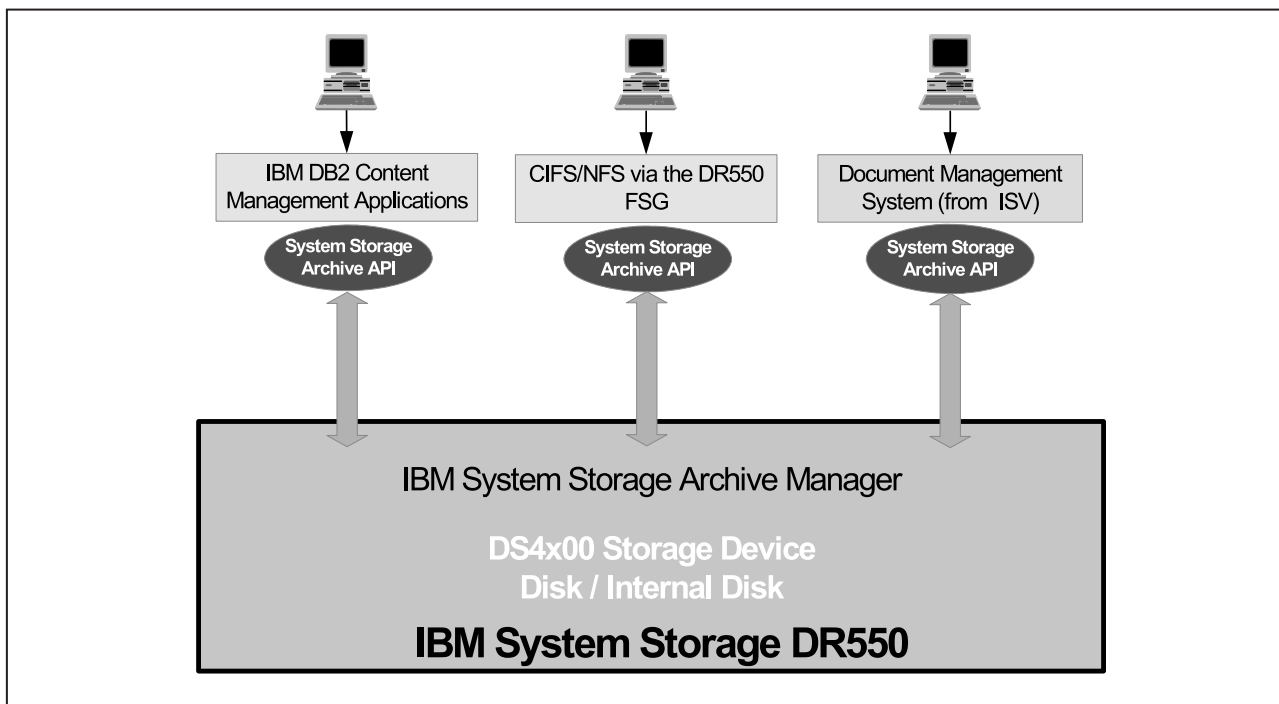 IBM DB2 Content
Management Applications
CIFS/NFS via the DR550
FSG
Document Management
System (from ISV)
System Storage
Archive API
System Storage
Archive API
System Storage
Archive API
IBM System Storage Archive Manager
DS4x00 Storage Device
Disk / Internal Disk
IBM System Storage DR550